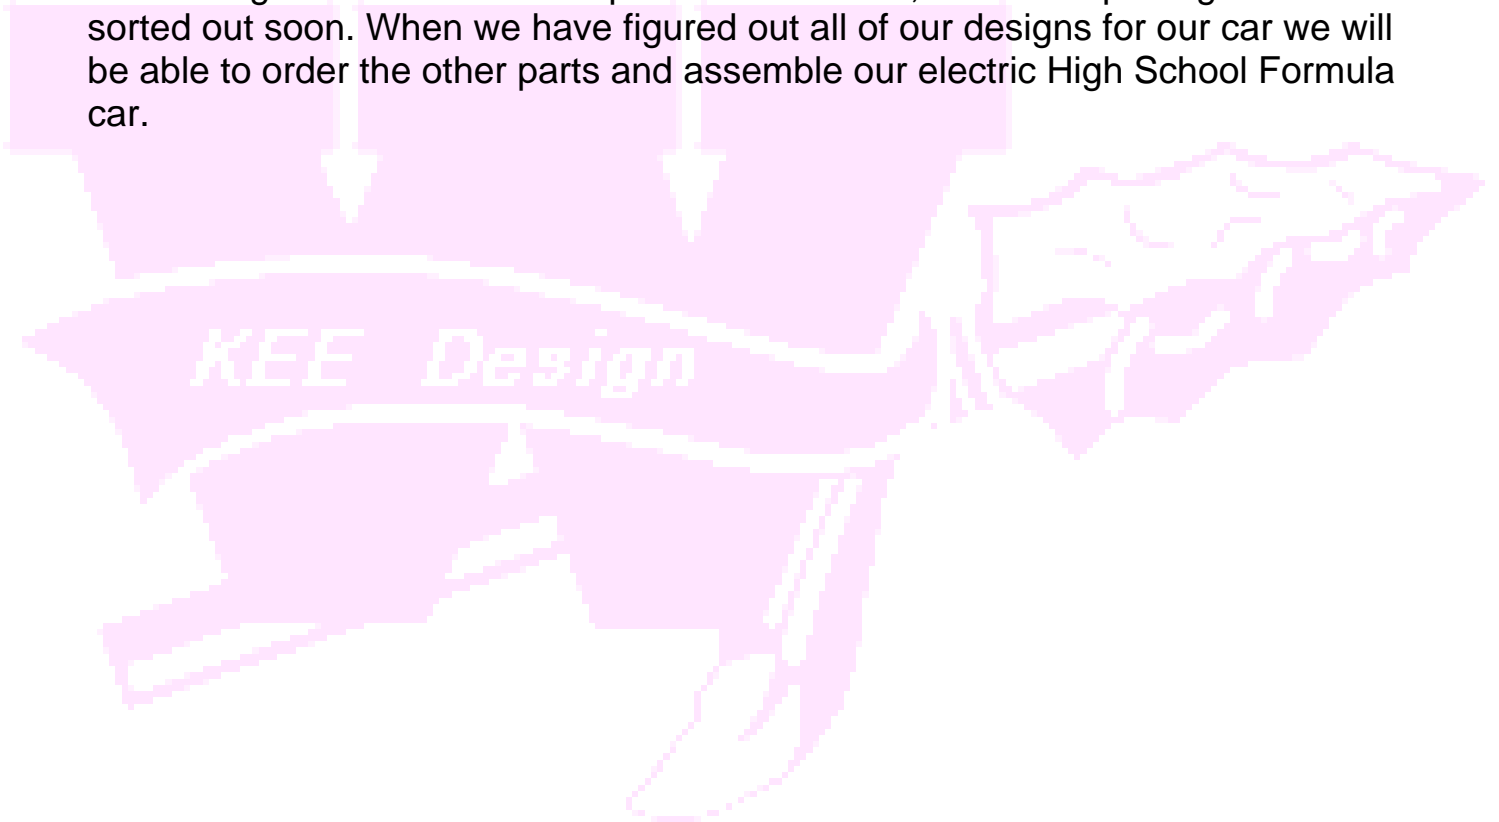 sorted out soon. When we have figured out all of our designs for our car we will
be able to order the other parts and assemble our electric High School Formula
car.
KEE Design